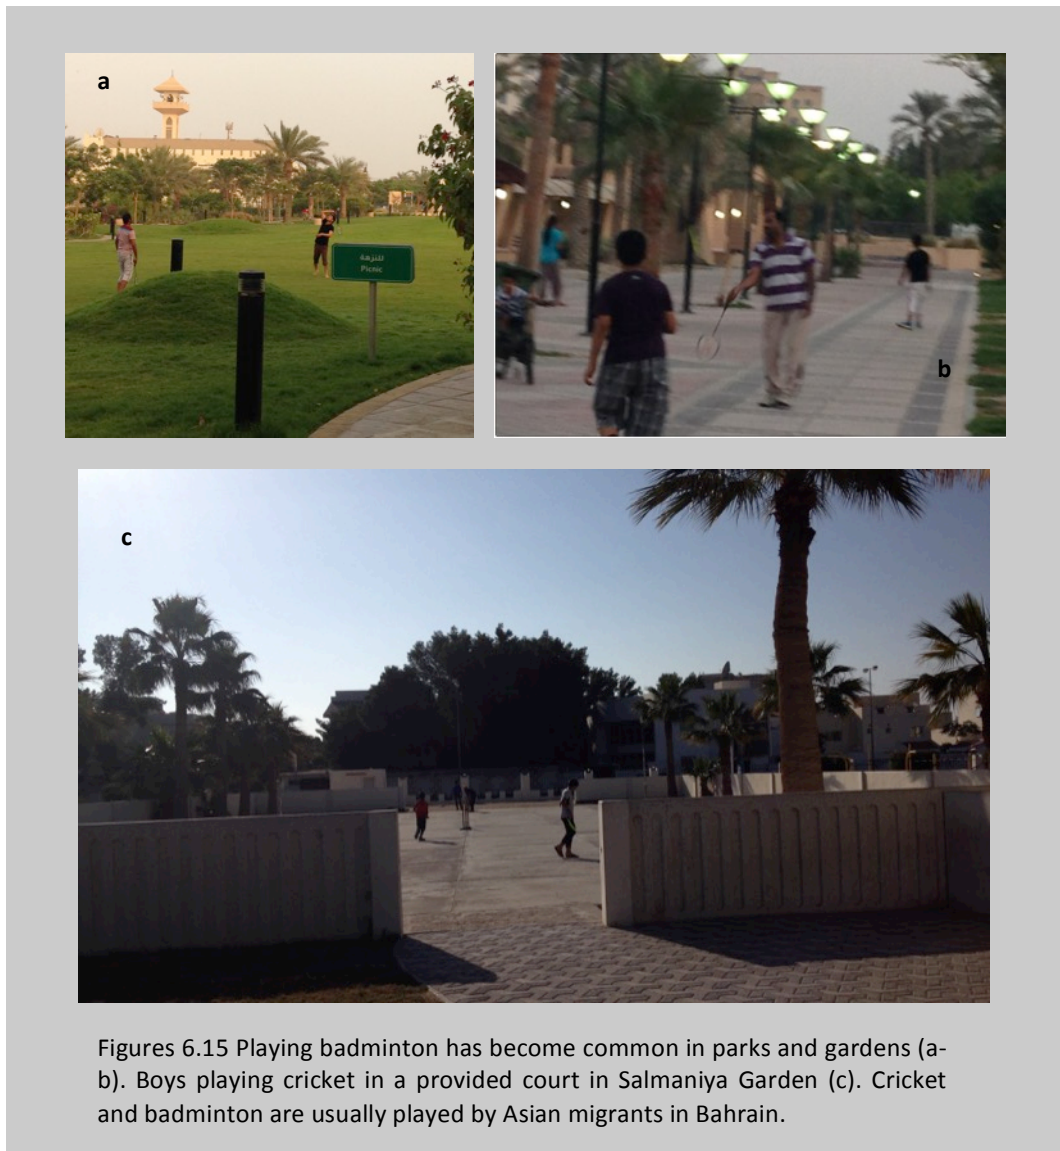 a
للنزهة
Picnic
b
c
Figures 6.15 Playing badminton has become common in parks and gardens (a-
b). Boys playing cricket in a provided court in Salmaniya Garden (c). Cricket
and badminton are usually played by Asian migrants in Bahrain.